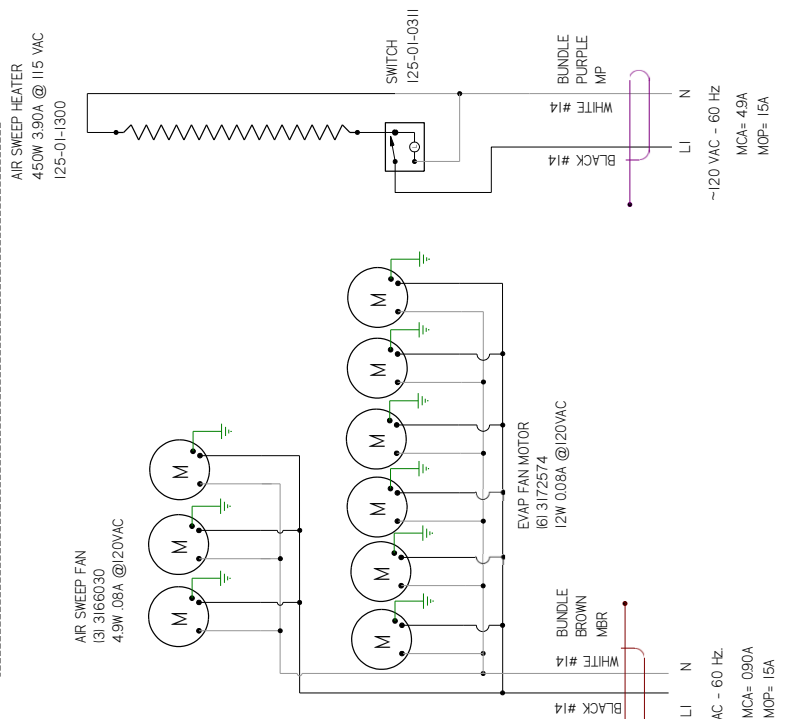 AIR SWEEP HEATER
450W 3.90A @ 115 VAC
125-01-1300
SWITCH
125-01-0311
BUNDLE
PURPLE
MP
WHITE #14
BLACK #14
N
L1
~120 VAC - 60 Hz
MCA= 4.9A
MOP= 15A
AIR SWEEP FAN
(3) 3166030
4.9W .08A @120VAC
M
M
M
M
M
M
M
M
M
EVAP FAN MOTOR
(6) 3172574
12W 0.08A @120VAC
BUNDLE
BROWN
MBR
WHITE #14
BLACK #14
N
L1
AC - 60 Hz.
MCA= 0.90A
MOP= 15A